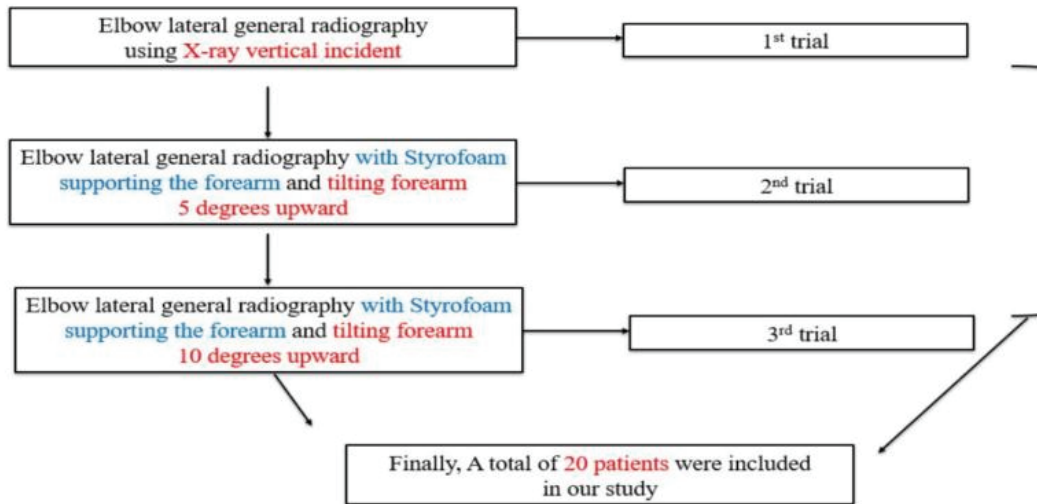 Elbow lateral general radiography
using X-ray vertical incident
1st trial
Elbow lateral general radiography with Styrofoam
supporting the forearm and tilting forearm
5 degrees upward
2nd trial
Elbow lateral general radiography with Styrofoam
supporting the forearm and tilting forearm
10 degrees upward
3rd trial
Finally, A total of 20 patients were included
in our study